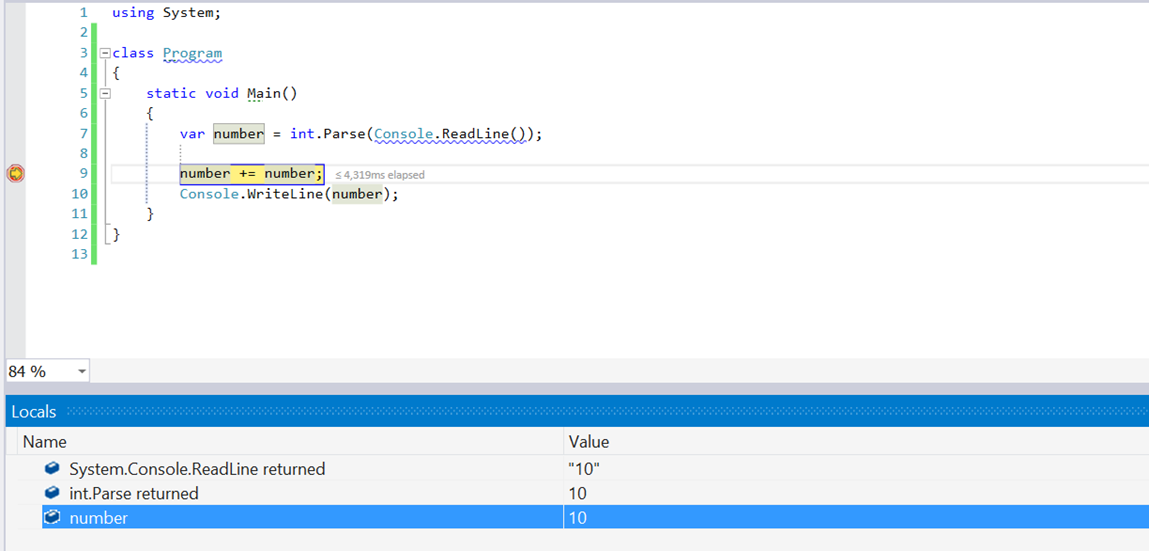 1 using System;
2
3 class Program
4 {
5 static void Main()
6 {
7 var number = int.Parse(Console.ReadLine());
8
9 number += number; ≤ 4,319ms elapsed
10 Console.WriteLine(number);
11 }
12 }
13
84 %
Locals
Name Value
System.Console.ReadLine returned "10"
int.Parse returned 10
number 10